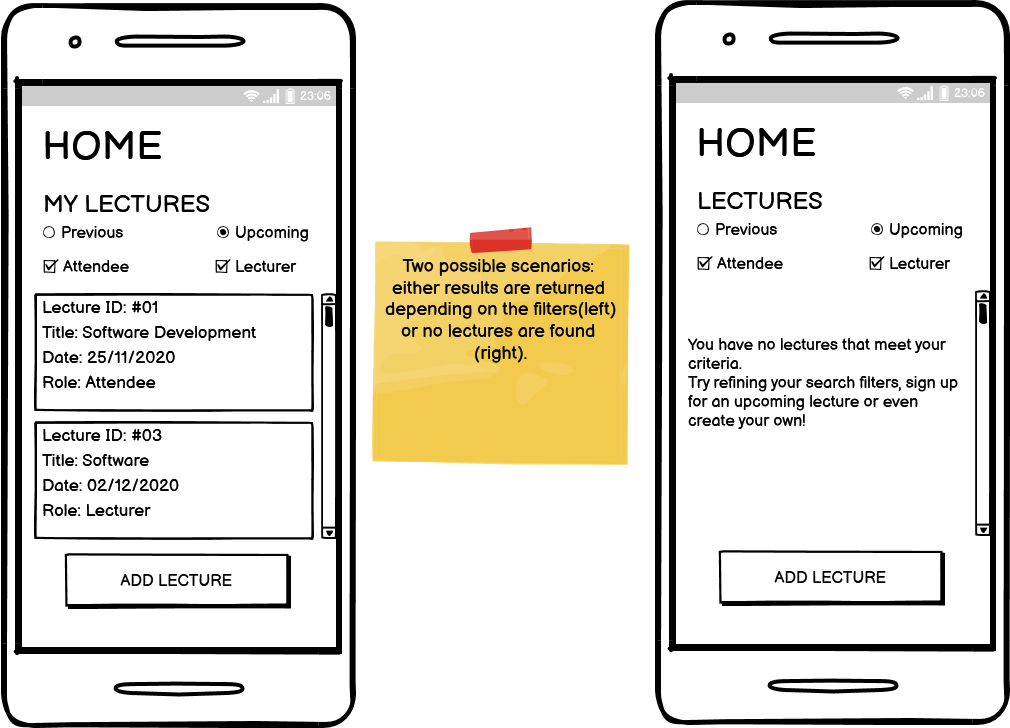 23:06
HOME
MY LECTURES
Previous
Upcoming
Attendee
Lecturer
Lecture ID: #01
Title: Software Development
Date: 25/11/2020
Role: Attendee
Lecture ID: #03
Title: Software
Date: 02/12/2020
Role: Lecturer
ADD LECTURE
Two possible scenarios:
either results are returned
depending on the filters(left)
or no lectures are found
(right).
23:06
HOME
LECTURES
Previous
Upcoming
Attendee
Lecturer
You have no lectures that meet your
criteria.
Try refining your search filters, sign up
for an upcoming lecture or even
create your own!
ADD LECTURE